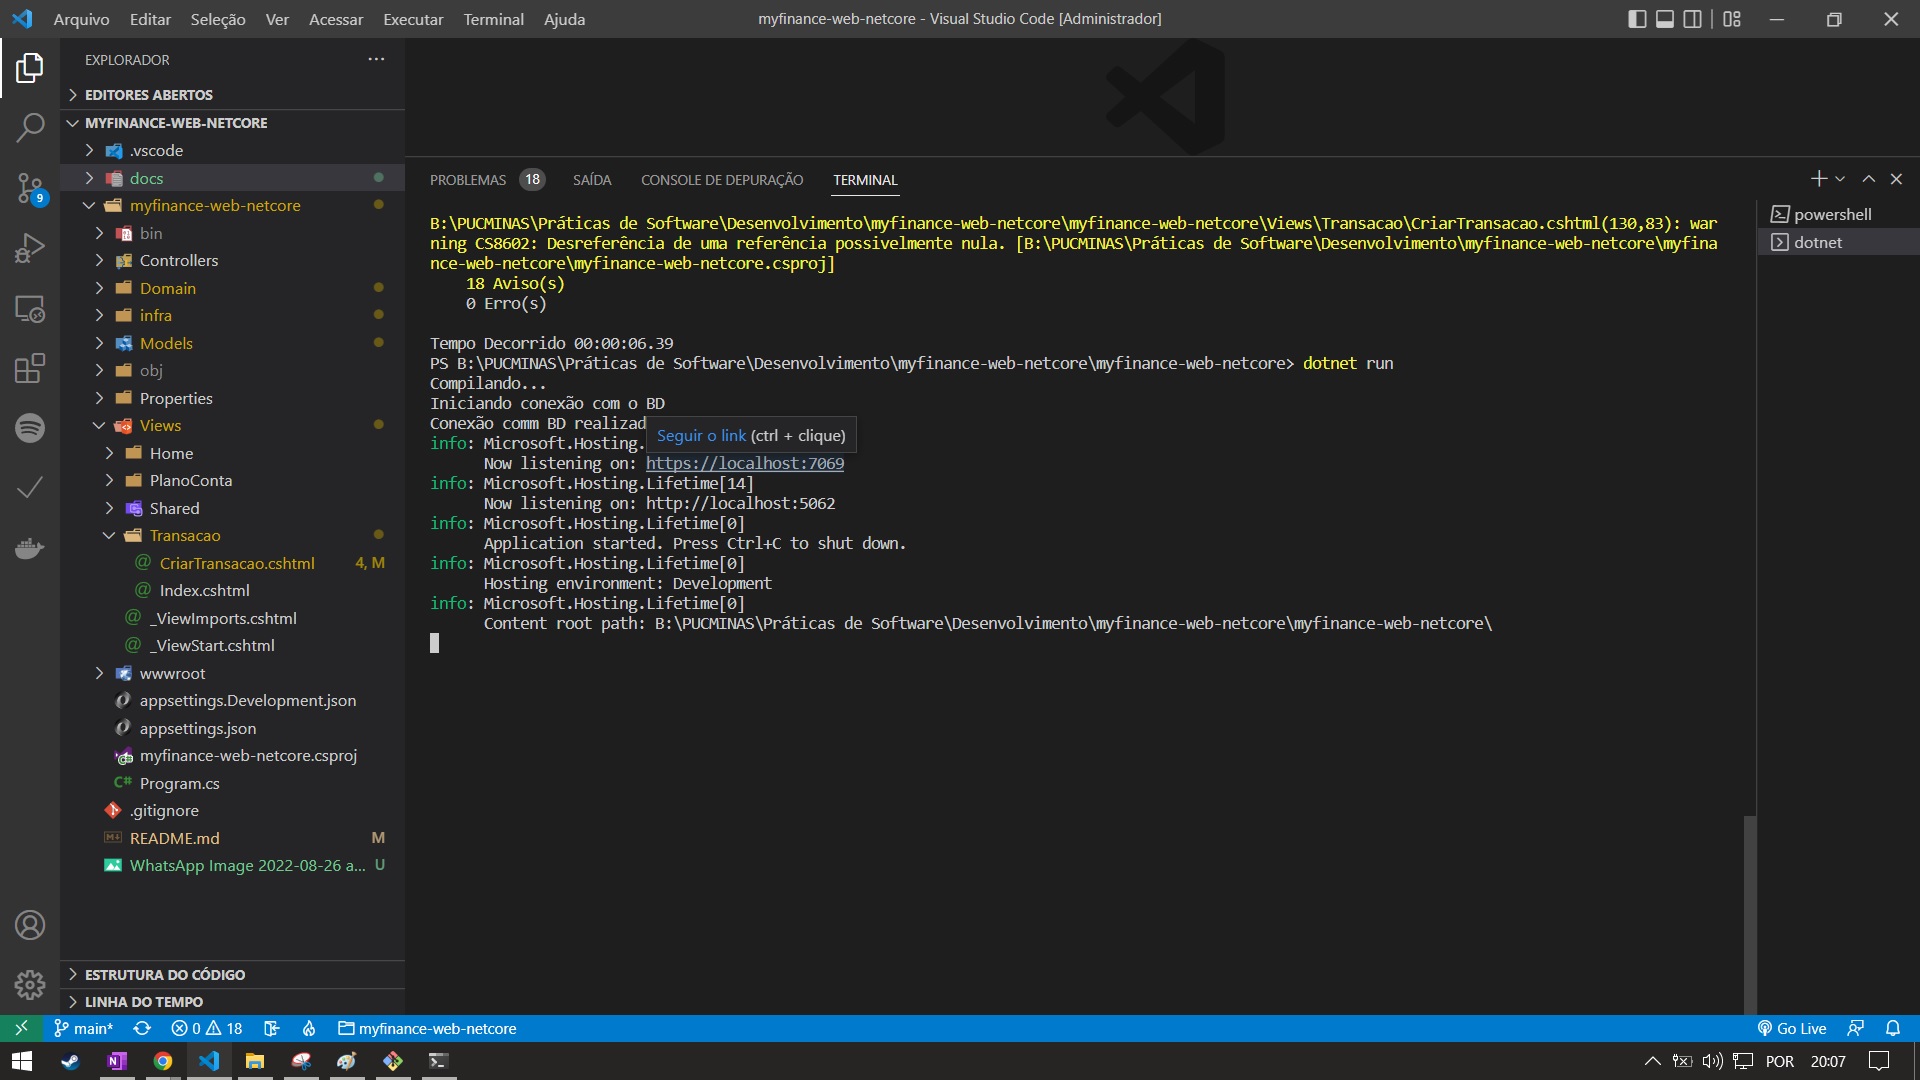 Arquivo Editar Seleção Ver Acessar Executar Terminal Ajuda
myfinance-web-netcore - Visual Studio Code [Administrador]
EXPLORADOR
EDITORES ABERTOS
MYFINANCE-WEB-NETCORE
.vscode
docs
myfinance-web-netcore
bin
Controllers
Domain
infra
Models
obj
Properties
Views
Home
PlanoConta
Shared
Transacao
CriarTransacao.cshtml 4, M
Index.cshtml
_ViewImports.cshtml
_ViewStart.cshtml
wwwroot
appsettings.Development.json
appsettings.json
myfinance-web-netcore.csproj
Program.cs
.gitignore
README.md M
WhatsApp Image 2022-08-26 a... U
ESTRUTURA DO CÓDIGO
LINHA DO TEMPO
9
PROBLEMAS 18 SAÍDA CONSOLE DE DEPURAÇÃO TERMINAL
B:\PUCMINAS\Práticas de Software\Desenvolvimento\myfinance-web-netcore\myfinance-web-netcore\Views\Transacao\CriarTransacao.cshtml(130,83): war
ning CS8602: Desreferência de uma referência possivelmente nula. [B:\PUCMINAS\Práticas de Software\Desenvolvimento\myfinance-web-netcore\myfina
nce-web-netcore\myfinance-web-netcore.csproj]
18 Aviso(s)
0 Erro(s)
Tempo Decorrido 00:00:06.39
PS B:\PUCMINAS\Práticas de Software\Desenvolvimento\myfinance-web-netcore\myfinance-web-netcore> dotnet run
Compilando...
Iniciando conexão com o BD
Conexão comm BD realizad
Seguir o link (ctrl + clique)
info: Microsoft.Hosting.
Now listening on: https://localhost:7069
info: Microsoft.Hosting.Lifetime[14]
Now listening on: http://localhost:5062
info: Microsoft.Hosting.Lifetime[0]
Application started. Press Ctrl+C to shut down.
info: Microsoft.Hosting.Lifetime[0]
Hosting environment: Development
info: Microsoft.Hosting.Lifetime[0]
Content root path: B:\PUCMINAS\Práticas de Software\Desenvolvimento\myfinance-web-netcore\myfinance-web-netcore\
powershell
dotnet
main* 0 18 myfinance-web-netcore Go Live
POR 20:07